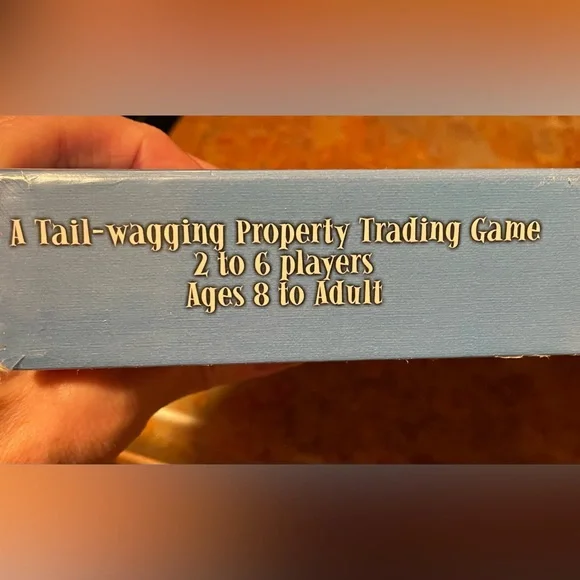 A Tail-wagging Property Trading Game
2 to 6 players
Ages 8 to Adult